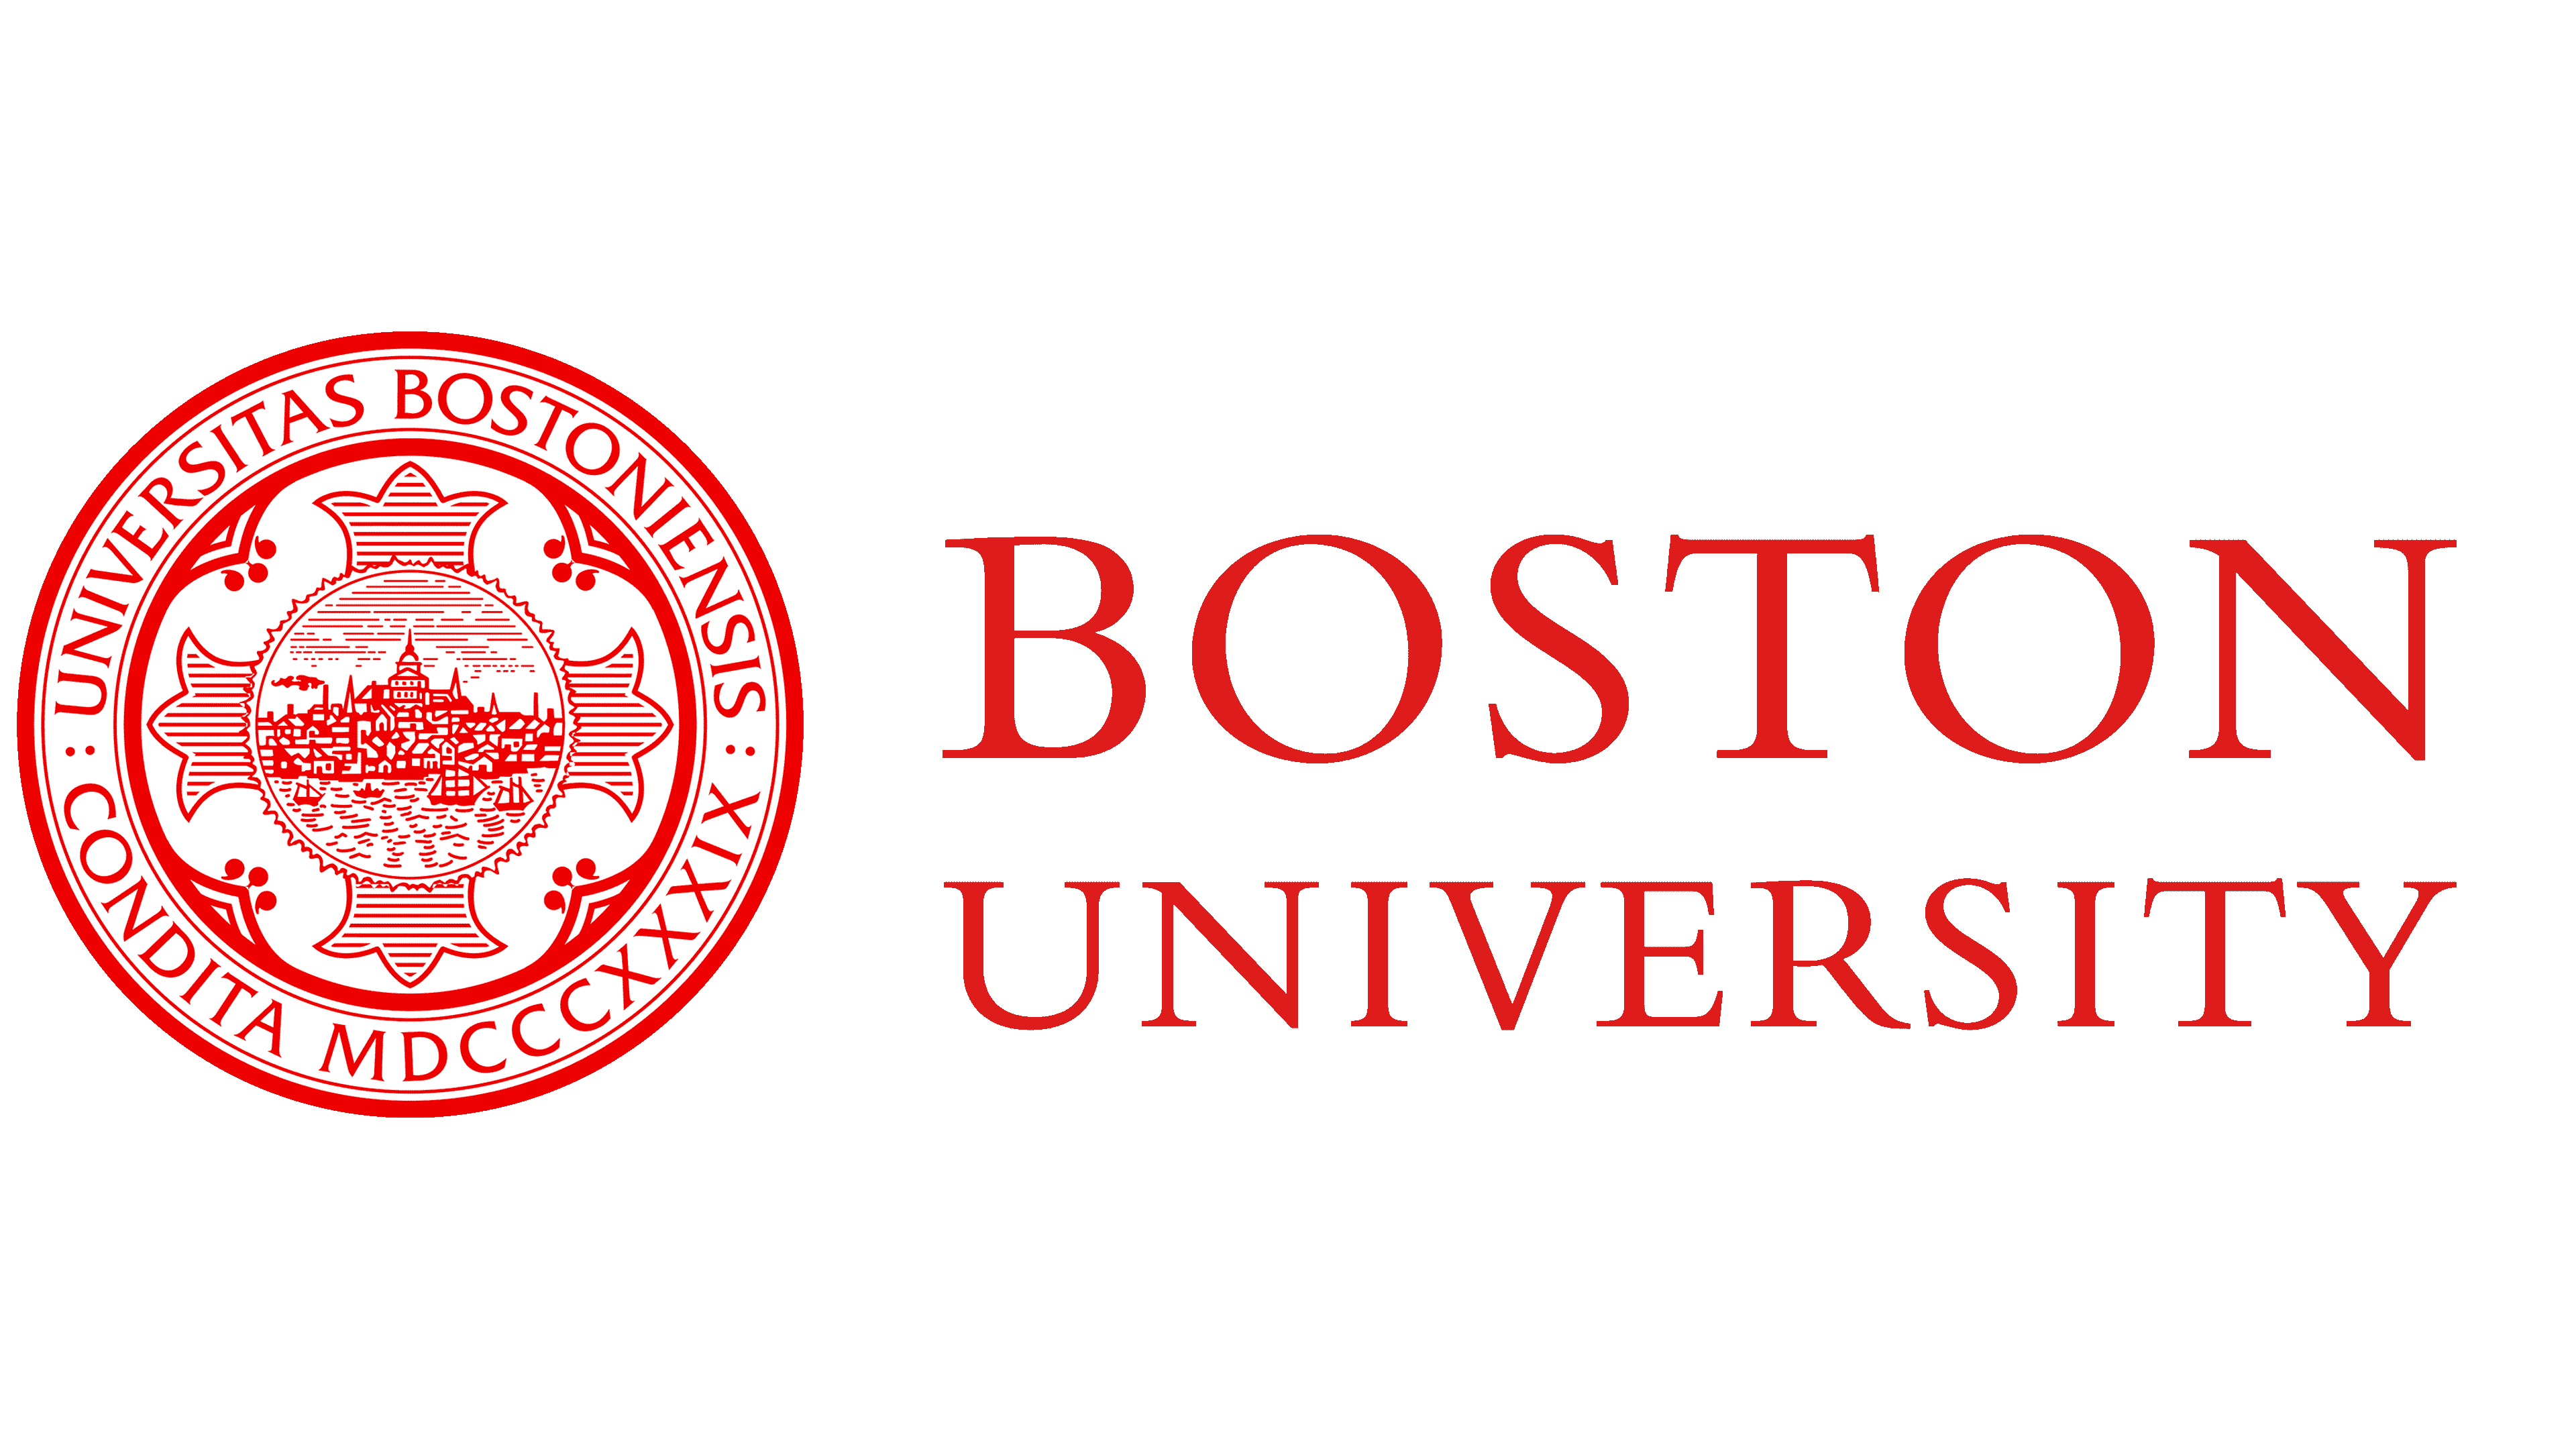 UNIVERSITAS BOSTONIENSIS :
CONDITA MDCCCXXXIX :
BOSTON
UNIVERSITY